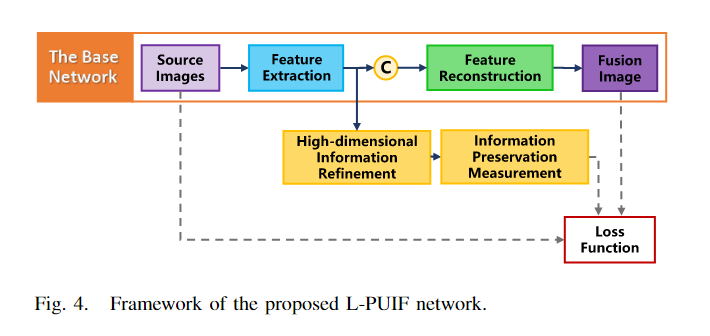 The Base
Network
Source
Images
Feature
Extraction
C
Feature
Reconstruction
Fusion
Image
High-dimensional
Information
Refinement
Information
Preservation
Measurement
Loss
Function
Fig. 4. Framework of the proposed L-PUIF network.